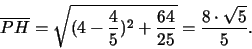 \overline{PH} = \sqrt{(4 - \frac{4}{5})^2 + \frac{64}{25}} = \frac{8 \cdot \sqrt{5}}{5}.